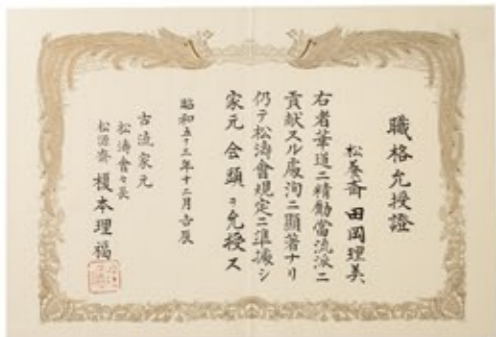 職格允授證
松養斎 田岡理美
右者華道ニ精励當流派ニ
貢献スル處洵ニ顕著ナリ
仍テ松濤會規定ニ準據シ
家元会頭ヲ允授ス
昭和五十三年十二月吉辰
古流家元
松濤會々長
松源斎 榎本理福